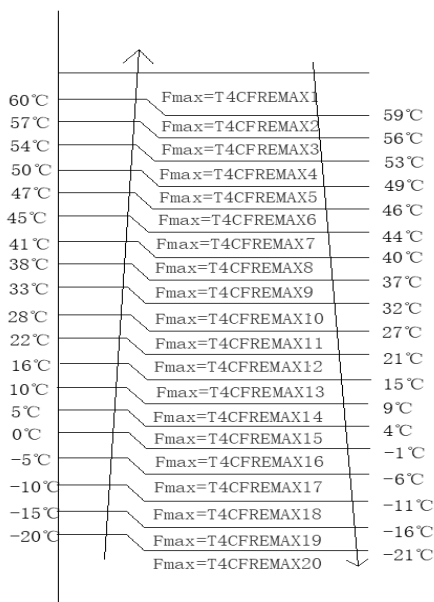 Fmax=T4CFREMAX1
60℃
59℃
57℃
Fmax=T4CFREMAX2
56℃
54℃
Fmax=T4CFREMAX3
53℃
50℃
Fmax=T4CFREMAX4
49℃
47℃
Fmax=T4CFREMAX5
46℃
45℃
Fmax=T4CFREMAX6
44℃
41℃
Fmax=T4CFREMAX7
40℃
38℃
Fmax=T4CFREMAX8
37℃
33℃
Fmax=T4CFREMAX9
32℃
28℃
Fmax=T4CFREMAX10
27℃
22℃
Fmax=T4CFREMAX11
21℃
16℃
Fmax=T4CFREMAX12
15℃
10℃
Fmax=T4CFREMAX13
9℃
5℃
Fmax=T4CFREMAX14
4℃
0℃
Fmax=T4CFREMAX15
-1℃
-5℃
Fmax=T4CFREMAX16
-6℃
-10℃
Fmax=T4CFREMAX17
-11℃
-15℃
Fmax=T4CFREMAX18
-16℃
-20℃
Fmax=T4CFREMAX19
-21℃
Fmax=T4CFREMAX20